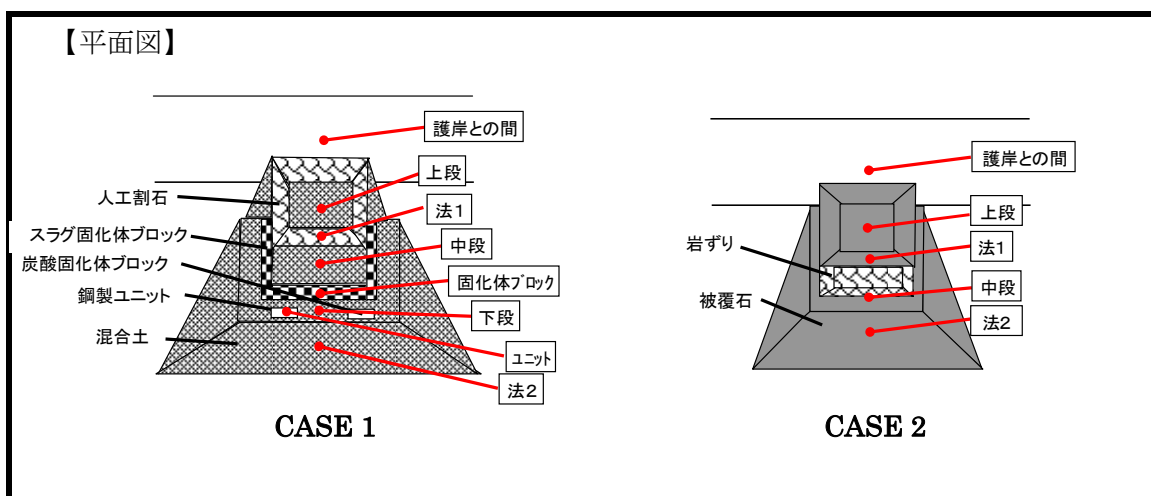 【平面図】
護岸との間
上段
法1
中段
固化体ブロック
下段
ユニット
法2
人工割石
スラグ固化体ブロック
炭酸固化体ブロック
鋼製ユニット
混合土
CASE 1
護岸との間
上段
法1
中段
法2
岩ずり
被覆石
CASE 2